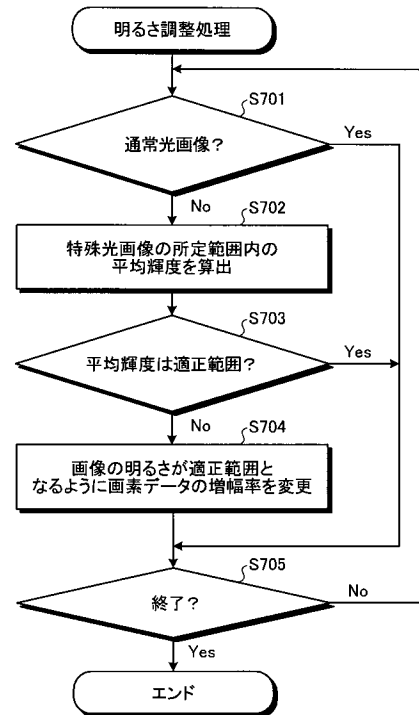 明るさ調整処理
S701
通常光画像？
Yes
No
S702
特殊光画像の所定範囲内の
平均輝度を算出
S703
平均輝度は適正範囲？
Yes
No
S704
画像の明るさが適正範囲と
なるように画素データの増幅率を変更
S705
終了？
No
Yes
エンド